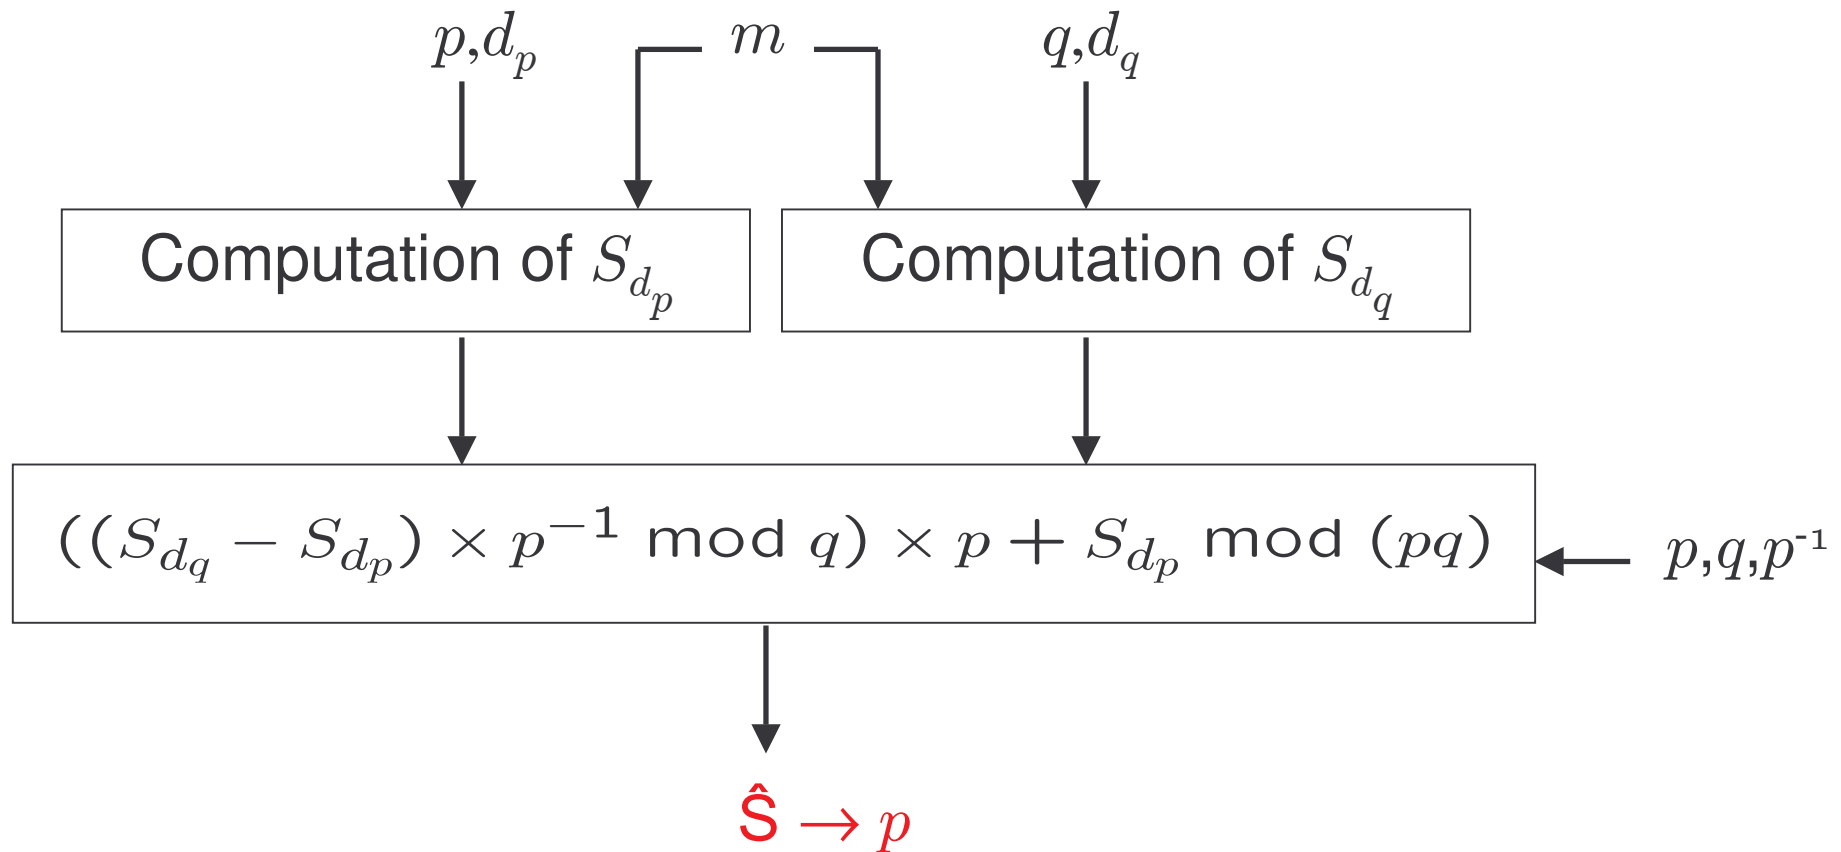 p,d_p m q,d_q
Computation of S_{d_p} Computation of S_{d_q}
((S_{d_q} − S_{d_p}) × p^{−1} mod q) × p + S_{d_p} mod (pq)
p,q,p^{-1}
Ŝ → p